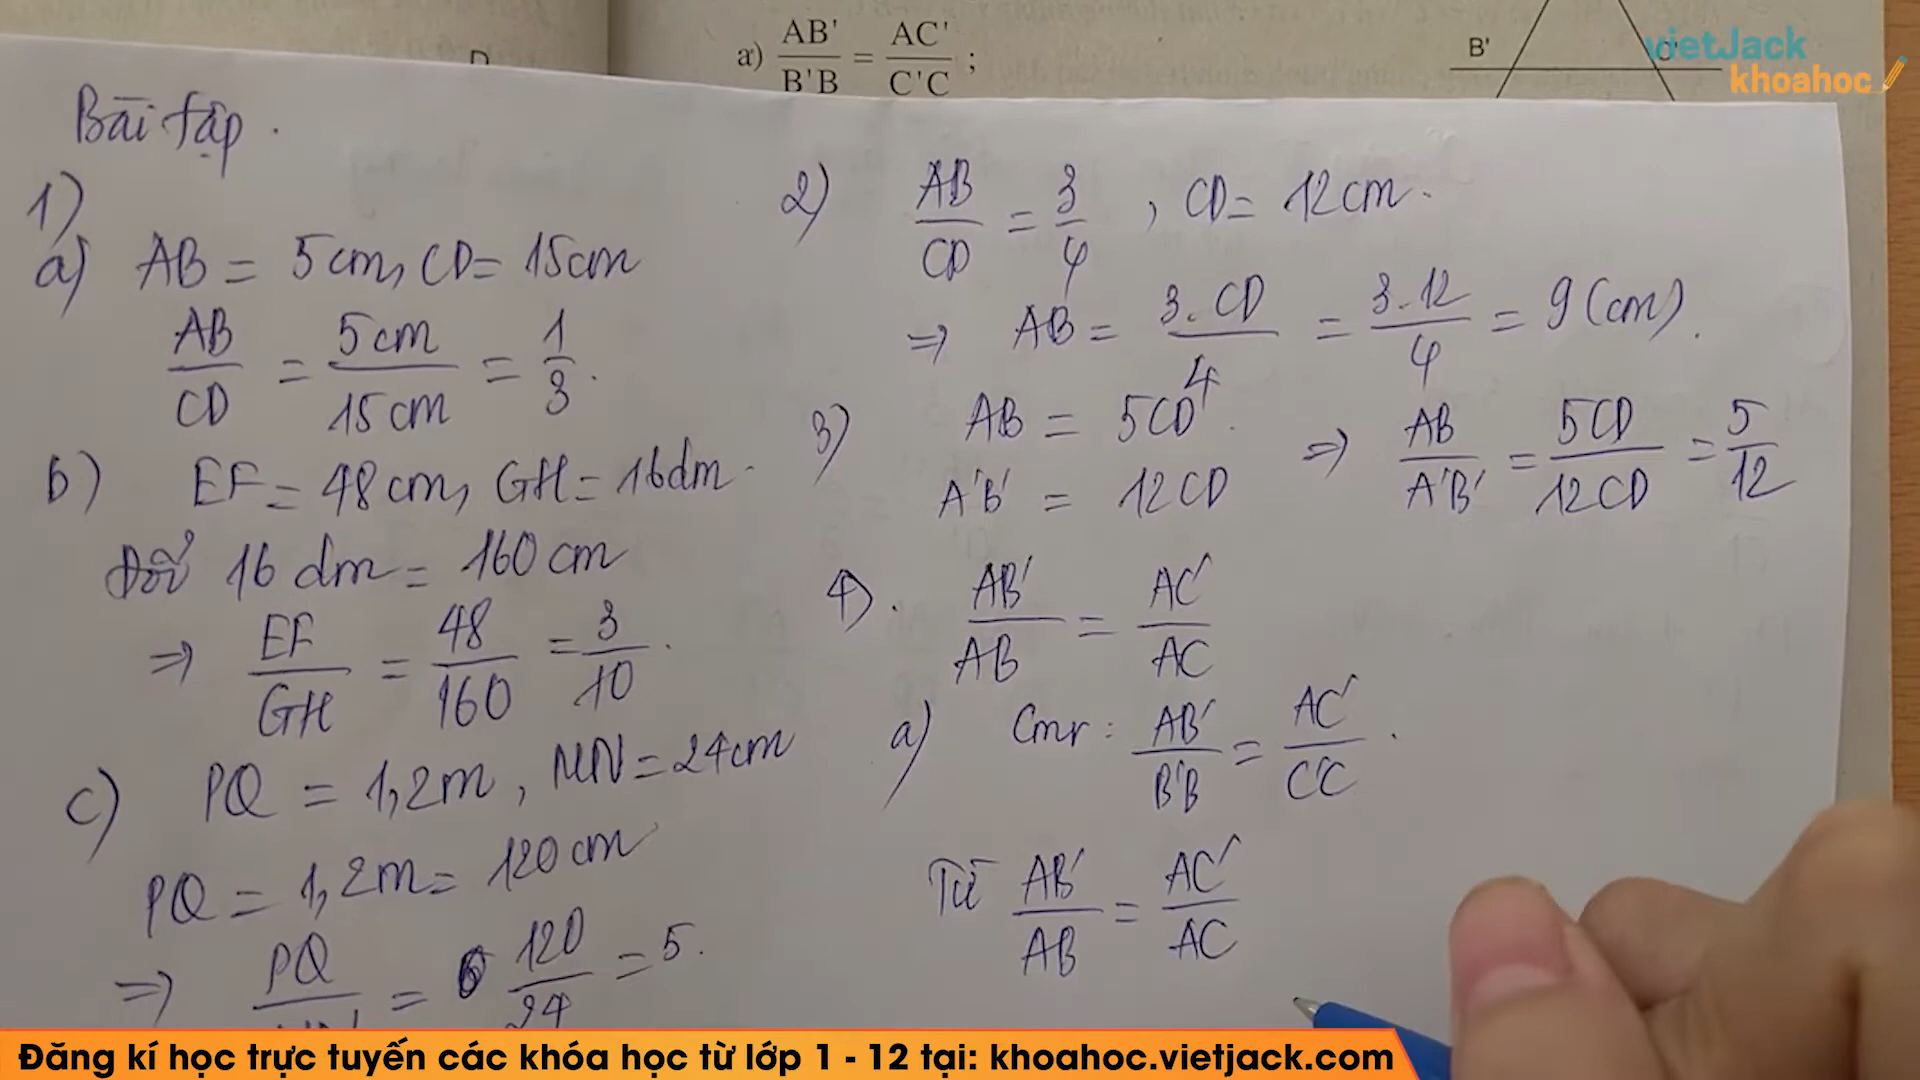 a) AB'/B'B = AC'/C'C ;
B'
vietJack
khoahoc
Bài tập.
1)
a) AB = 5cm, CD = 15cm
AB/CD = 5cm/15cm = 1/3.
b) EF = 48cm, GH = 16dm.
Đổi 16 dm = 160cm
=> EF/GH = 48/160 = 3/10.
c) PQ = 1,2m, MN = 24cm
PQ = 1,2m = 120cm
=> PQ/MN = 120/24 = 5.
2) AB/CD = 3/4, CD = 12cm.
=> AB = 3.CD/4 = 3.12/4 = 9(cm).
3) AB = 5CD.
A'B' = 12CD
=> AB/A'B' = 5CD/12CD = 5/12
4). AB'/AB = AC'/AC
a) Cmr: AB'/B'B = AC'/C'C.
Từ AB'/AB = AC'/AC
Đăng kí học trực tuyến các khóa học từ lớp 1 - 12 tại: khoahoc.vietjack.com